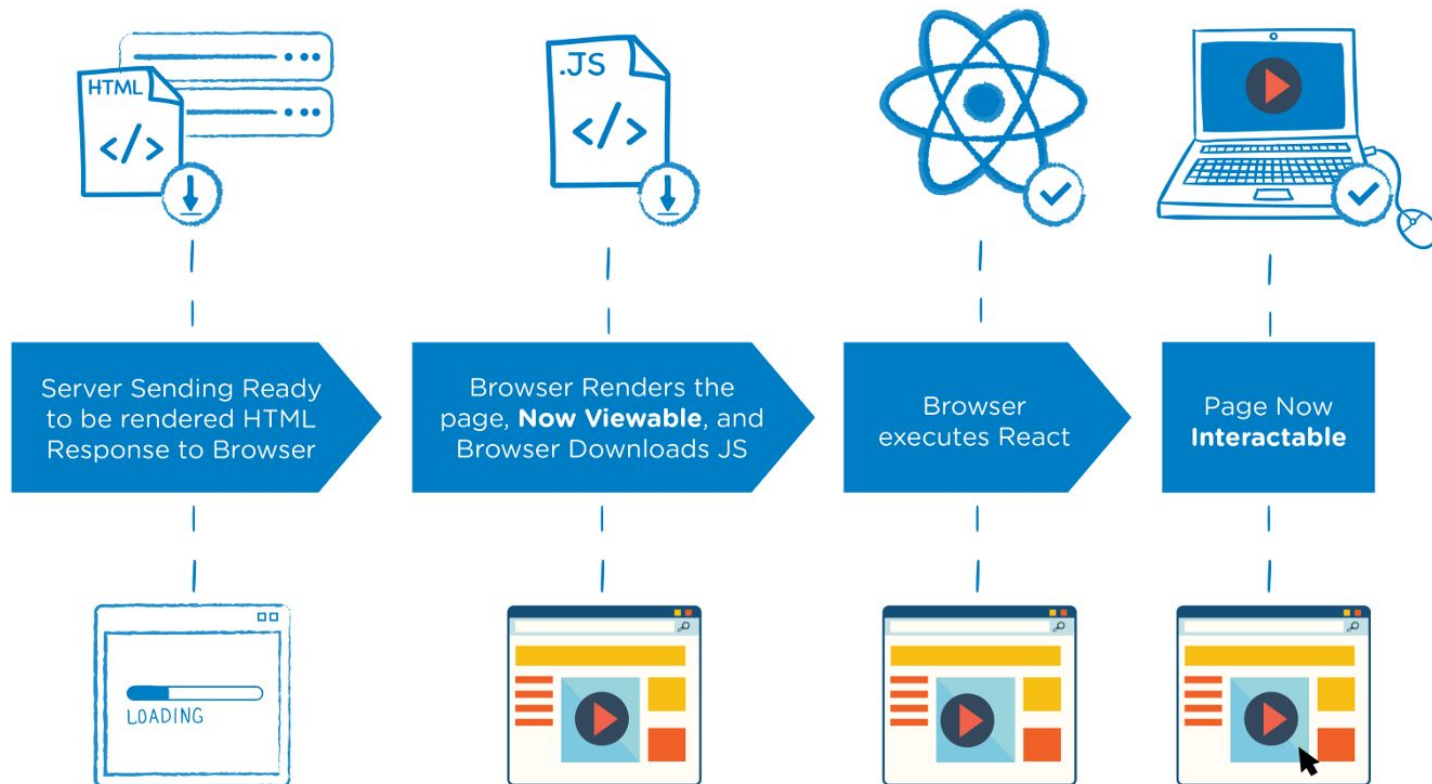 HTML
</>
.JS
</>
Server Sending Ready
to be rendered HTML
Response to Browser
Browser Renders the
page, Now Viewable, and
Browser Downloads JS
Browser
executes React
Page Now
Interactable
LOADING